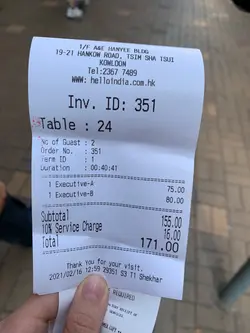 1/F A&E HANYEE BLDG
19-21 HANKOW ROAD, TSIM SHA TSUI
KOWLOON
Tel:2367 7489
WWW.helloindia.com.hk
Inv. ID: 351
Table : 24
No of Guest : 2
Order No. : 351
Term ID : 1
Duration : 00:40:41
1 Executive-A 75.00
1 Executive-B 80.00
Subtotal 155.00
10% Service Charge 16.00
Total 171.00
Thank you for your visit.
2021/02/16 12:59 29351 S3 T1 Shekhar